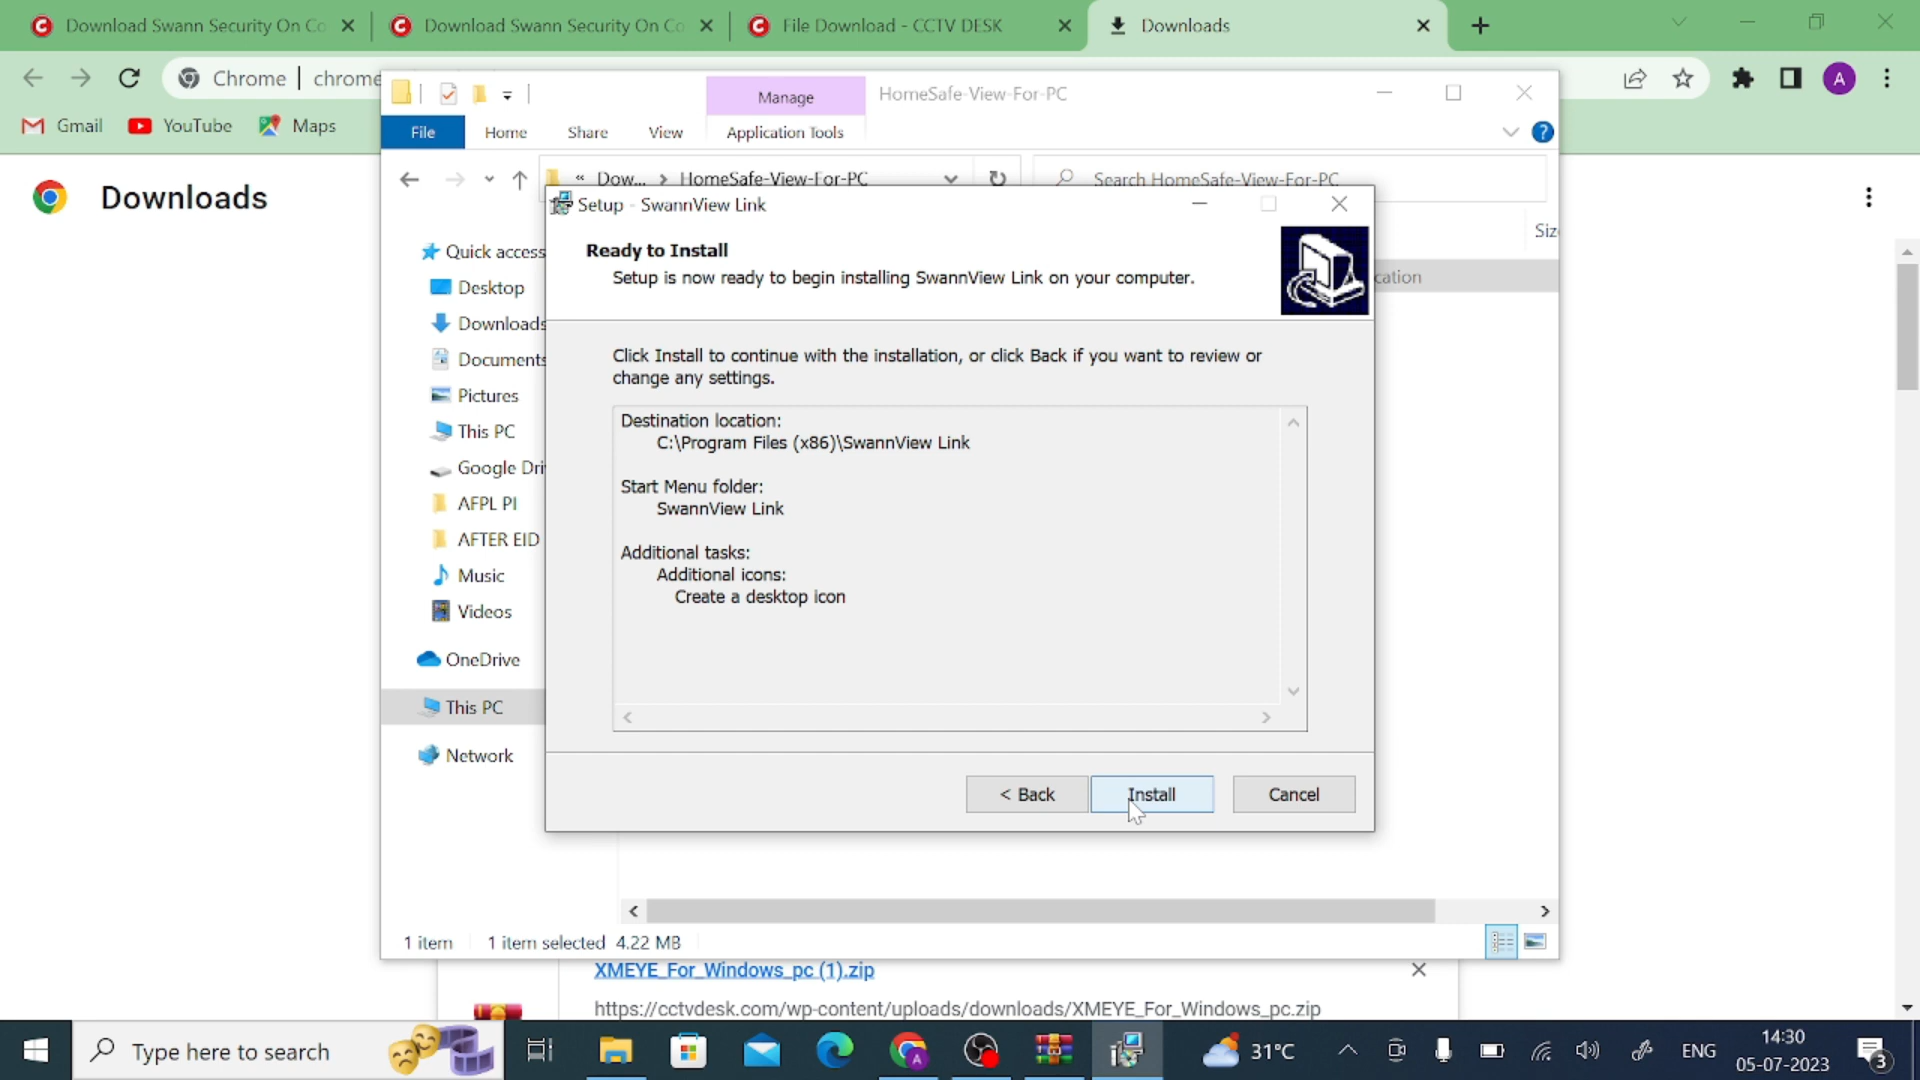 Download Swann Security On Co
Download Swann Security On Co
File Download - CCTV DESK
Downloads
Chrome
chrome
Gmail
YouTube
Maps
Manage
HomeSafe-View-For-PC
File
Home
Share
View
Application Tools
« Dow... > HomeSafe-View-For-PC
Search HomeSafe-View-For-PC
Downloads
Siz
cation
Quick access
Desktop
Downloads
Documents
Pictures
This PC
Google Dri
AFPL PI
AFTER EID
Music
Videos
OneDrive
This PC
Network
Setup - SwannView Link
Ready to Install
Setup is now ready to begin installing SwannView Link on your computer.
Click Install to continue with the installation, or click Back if you want to review or
change any settings.
Destination location:
C:\Program Files (x86)\SwannView Link
Start Menu folder:
SwannView Link
Additional tasks:
Additional icons:
Create a desktop icon
< Back
Install
Cancel
1 item
1 item selected 4.22 MB
XMEYE_For_Windows_pc (1).zip
https://cctvdesk.com/wp-content/uploads/downloads/XMEYE_For_Windows_pc.zip
Type here to search
A
A
31°C
ENG
14:30
05-07-2023
3